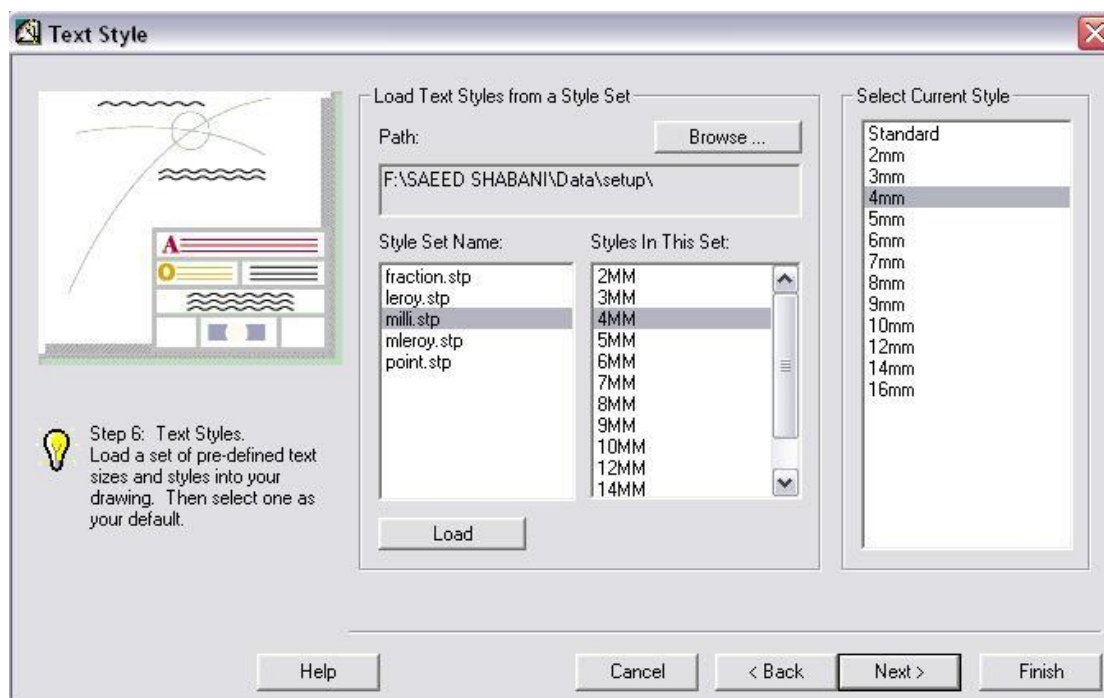 Text Style
Load Text Styles from a Style Set
Path:
Browse ...
F:\SAEED SHABANI\Data\setup\
Style Set Name:
fraction.stp
leroy.stp
milli.stp
mleroy.stp
point.stp
Load
Styles In This Set:
2MM
3MM
4MM
5MM
6MM
7MM
8MM
9MM
10MM
12MM
14MM
Select Current Style
Standard
2mm
3mm
4mm
5mm
6mm
7mm
8mm
9mm
10mm
12mm
14mm
16mm
A
O
Step 6: Text Styles.
Load a set of pre-defined text
sizes and styles into your
drawing. Then select one as
your default.
Help
Cancel
< Back
Next >
Finish